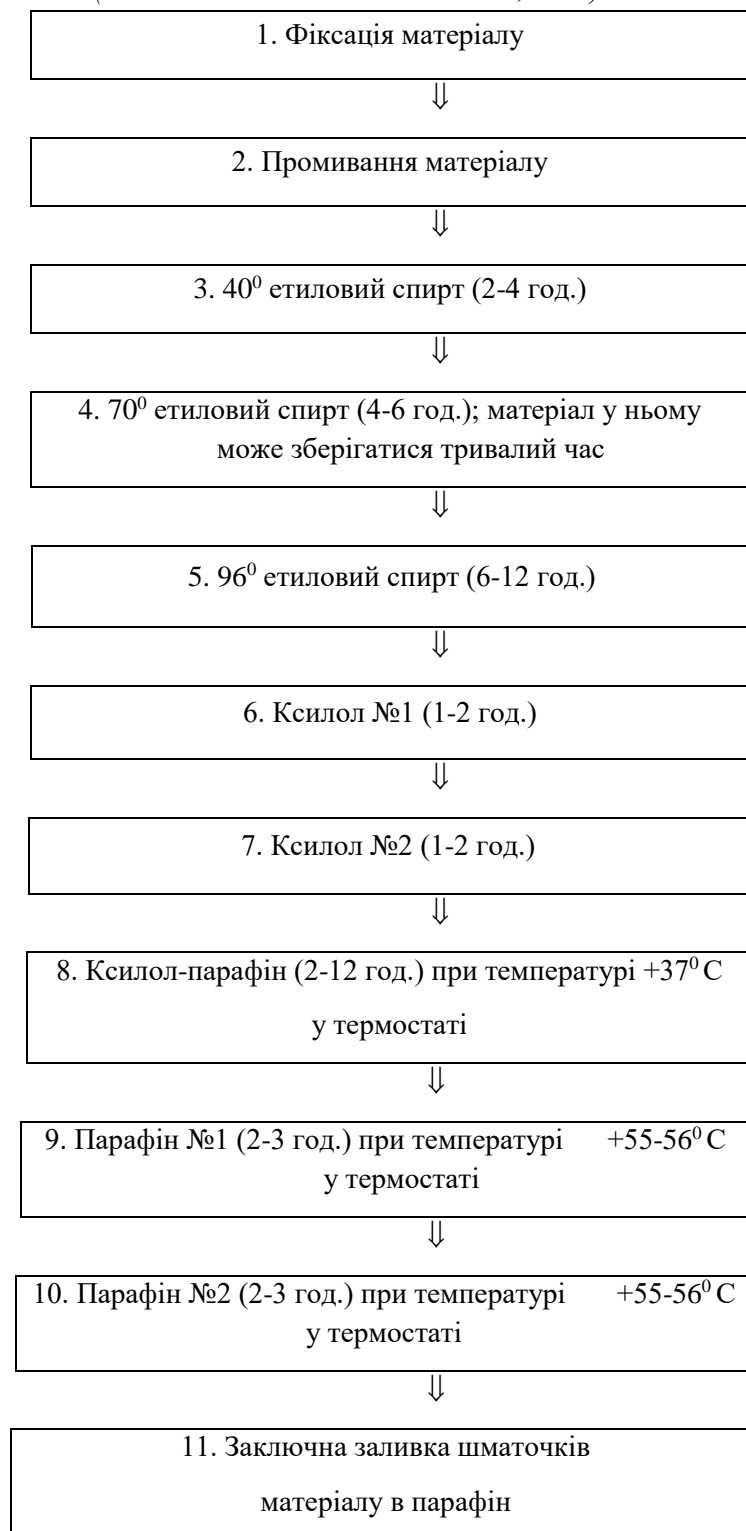 1. Фіксація матеріалу
⇓
2. Промивання матеріалу
⇓
3. 40⁰ етиловий спирт (2-4 год.)
⇓
4. 70⁰ етиловий спирт (4-6 год.); матеріал у ньому
може зберігатися тривалий час
⇓
5. 96⁰ етиловий спирт (6-12 год.)
⇓
6. Ксилол №1 (1-2 год.)
⇓
7. Ксилол №2 (1-2 год.)
⇓
8. Ксилол-парафін (2-12 год.) при температурі +37⁰ С
у термостаті
⇓
9. Парафін №1 (2-3 год.) при температурі +55-56⁰ С
у термостаті
⇓
10. Парафін №2 (2-3 год.) при температурі +55-56⁰ С
у термостаті
⇓
11. Заключна заливка шматочків
матеріалу в парафін